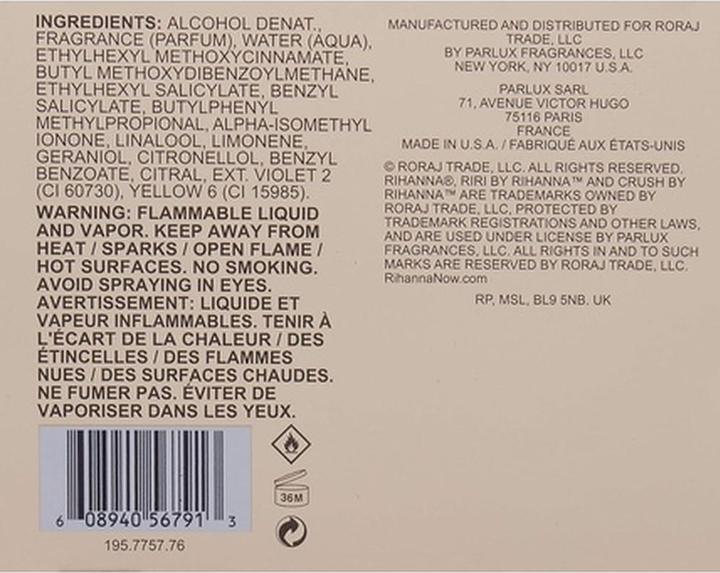 INGREDIENTS: ALCOHOL DENAT.,
FRAGRANCE (PARFUM), WATER (AQUA),
ETHYLHEXYL METHOXYCINNAMATE,
BUTYL METHOXYDIBENZOYLMETHANE,
ETHYLHEXYL SALICYLATE, BENZYL
SALICYLATE, BUTYLPHENYL
METHYLPROPIONAL, ALPHA-ISOMETHYL
IONONE, LINALOOL, LIMONENE,
GERANIOL, CITRONELLOL, BENZYL
BENZOATE, CITRAL, EXT. VIOLET 2
(CI 60730), YELLOW 6 (CI 15985).
WARNING: FLAMMABLE LIQUID
AND VAPOR. KEEP AWAY FROM
HEAT / SPARKS / OPEN FLAME /
HOT SURFACES. NO SMOKING.
AVOID SPRAYING IN EYES.
AVERTISSEMENT: LIQUIDE ET
VAPEUR INFLAMMABLES. TENIR À
L'ÉCART DE LA CHALEUR / DES
ÉTINCELLES / DES FLAMMES
NUES / DES SURFACES CHAUDES.
NE FUMER PAS. ÉVITER DE
VAPORISER DANS LES YEUX.
6 08940 56791 3
195.7757.76
36M
MANUFACTURED AND DISTRIBUTED FOR RORAJ
TRADE, LLC
BY PARLUX FRAGRANCES, LLC
NEW YORK, NY 10017 U.S.A.
PARLUX SARL
71, AVENUE VICTOR HUGO
75116 PARIS
FRANCE
MADE IN U.S.A. / FABRIQUÉ AUX ÉTATS-UNIS
© RORAJ TRADE, LLC. ALL RIGHTS RESERVED.
RIHANNA®, RIRI BY RIHANNA™ AND CRUSH BY
RIHANNA™ ARE TRADEMARKS OWNED BY
RORAJ TRADE, LLC, PROTECTED BY
TRADEMARK REGISTRATIONS AND OTHER LAWS,
AND ARE USED UNDER LICENSE BY PARLUX
FRAGRANCES, LLC. ALL RIGHTS IN AND TO SUCH
MARKS ARE RESERVED BY RORAJ TRADE, LLC.
RihannaNow.com
RP, MSL, BL9 5NB. UK